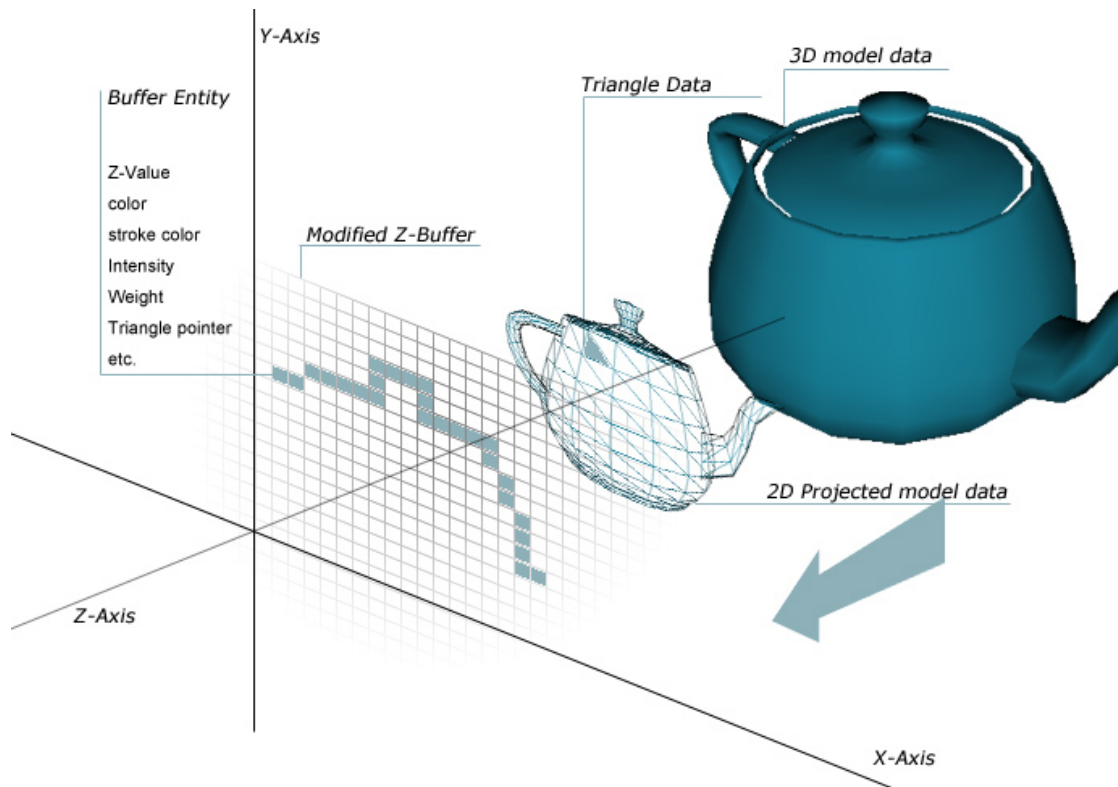 Y-Axis
3D model data
Triangle Data
Buffer Entity
Z-Value
color
stroke color
Intensity
Weight
Triangle pointer
etc.
Modified Z-Buffer
2D Projected model data
Z-Axis
X-Axis